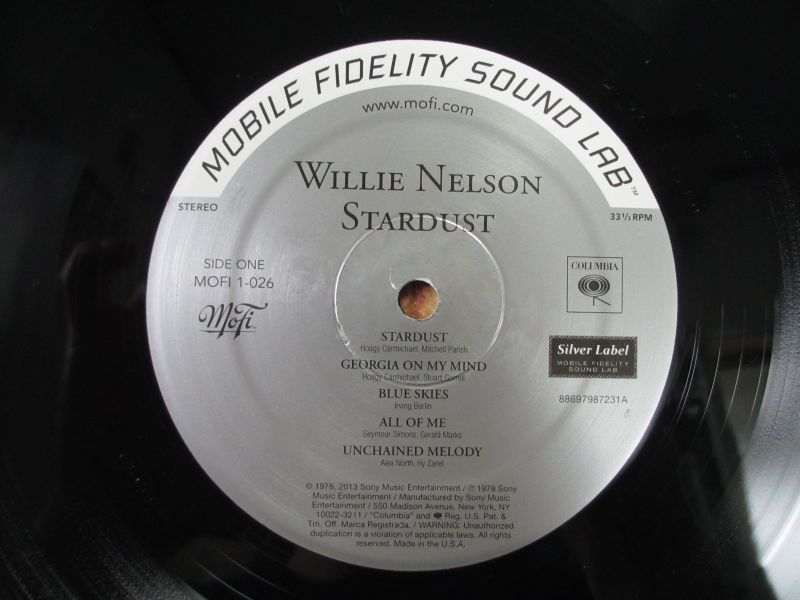 MOBILE FIDELITY SOUND LAB™
www.mofi.com
WILLIE NELSON
STARDUST
STEREO
33 1/3 RPM
SIDE ONE
MOFI 1-026
MoFi
COLUMBIA
STARDUST
Hoagy Carmichael, Mitchell Parish
GEORGIA ON MY MIND
Hoagy Carmichael, Stuart Gorrell
BLUE SKIES
Irving Berlin
ALL OF ME
Seymour Simons, Gerald Marks
UNCHAINED MELODY
Alex North, Hy Zaret
Silver Label
MOBILE FIDELITY
SOUND LAB
88697987231A
© 1978, 2013 Sony Music Entertainment / ℗ 1978 Sony
Music Entertainment / Manufactured by Sony Music
Entertainment / 550 Madison Avenue, New York, NY
10022-3211 / "Columbia" and Reg. U.S. Pat. &
Tm. Off. Marca Registrada. / WARNING: Unauthorized
duplication is a violation of applicable laws. All rights
reserved. Made in the U.S.A.